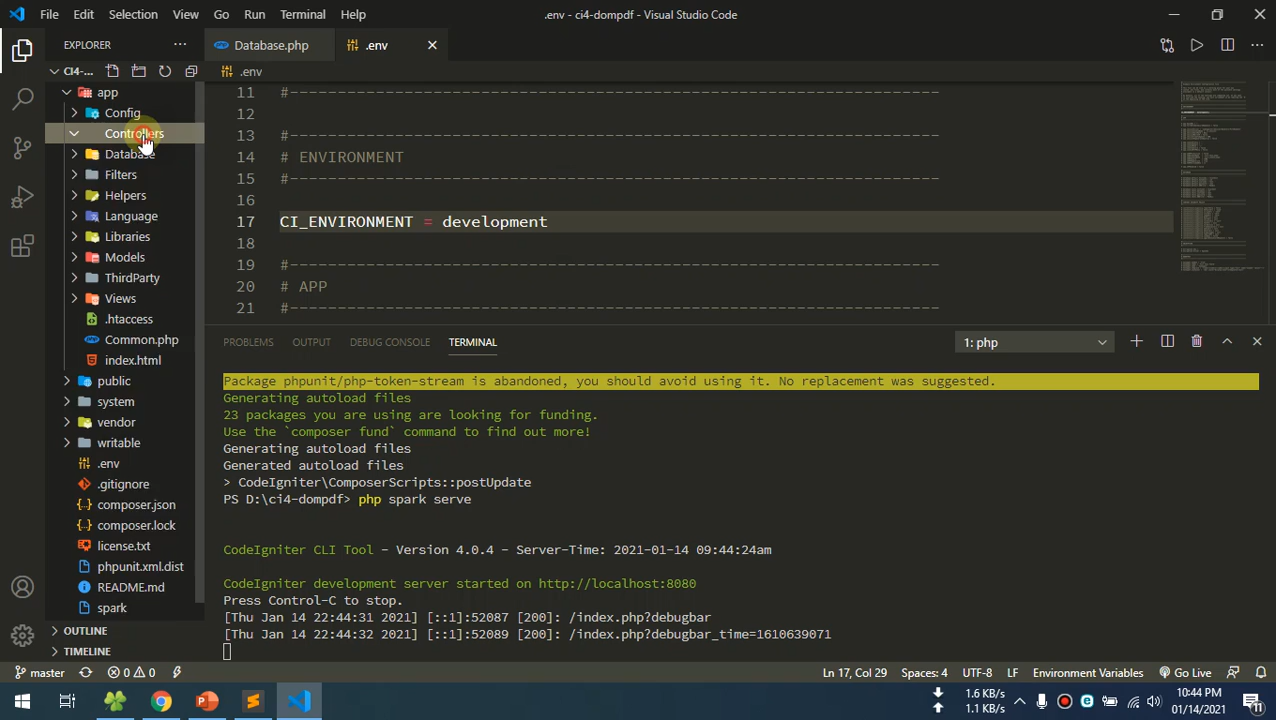 File Edit Selection View Go Run Terminal Help .env - ci4-dompdf - Visual Studio Code
EXPLORER
Database.php
.env
CI4-...
.env
app
Config
Controllers
Database
Filters
Helpers
Language
Libraries
Models
ThirdParty
Views
.htaccess
Common.php
index.html
public
system
vendor
writable
.env
.gitignore
composer.json
composer.lock
license.txt
phpunit.xml.dist
README.md
spark
OUTLINE
TIMELINE
11 #--------------------------------------------------------------------
12
13 #--------------------------------------------------------------------
14 # ENVIRONMENT
15 #--------------------------------------------------------------------
16
17 CI_ENVIRONMENT = development
18
19 #--------------------------------------------------------------------
20 # APP
21 #--------------------------------------------------------------------
PROBLEMS OUTPUT DEBUG CONSOLE TERMINAL 1: php
Package phpunit/php-token-stream is abandoned, you should avoid using it. No replacement was suggested.
Generating autoload files
23 packages you are using are looking for funding.
Use the `composer fund` command to find out more!
Generating autoload files
Generated autoload files
> CodeIgniter\ComposerScripts::postUpdate
PS D:\ci4-dompdf> php spark serve
CodeIgniter CLI Tool - Version 4.0.4 - Server-Time: 2021-01-14 09:44:24am
CodeIgniter development server started on http://localhost:8080
Press Control-C to stop.
[Thu Jan 14 22:44:31 2021] [::1]:52087 [200]: /index.php?debugbar
[Thu Jan 14 22:44:32 2021] [::1]:52089 [200]: /index.php?debugbar_time=1610639071
master 0 0 Ln 17, Col 29 Spaces: 4 UTF-8 LF Environment Variables Go Live
1.6 KB/s
1.1 KB/s
10:44 PM
01/14/2021
11